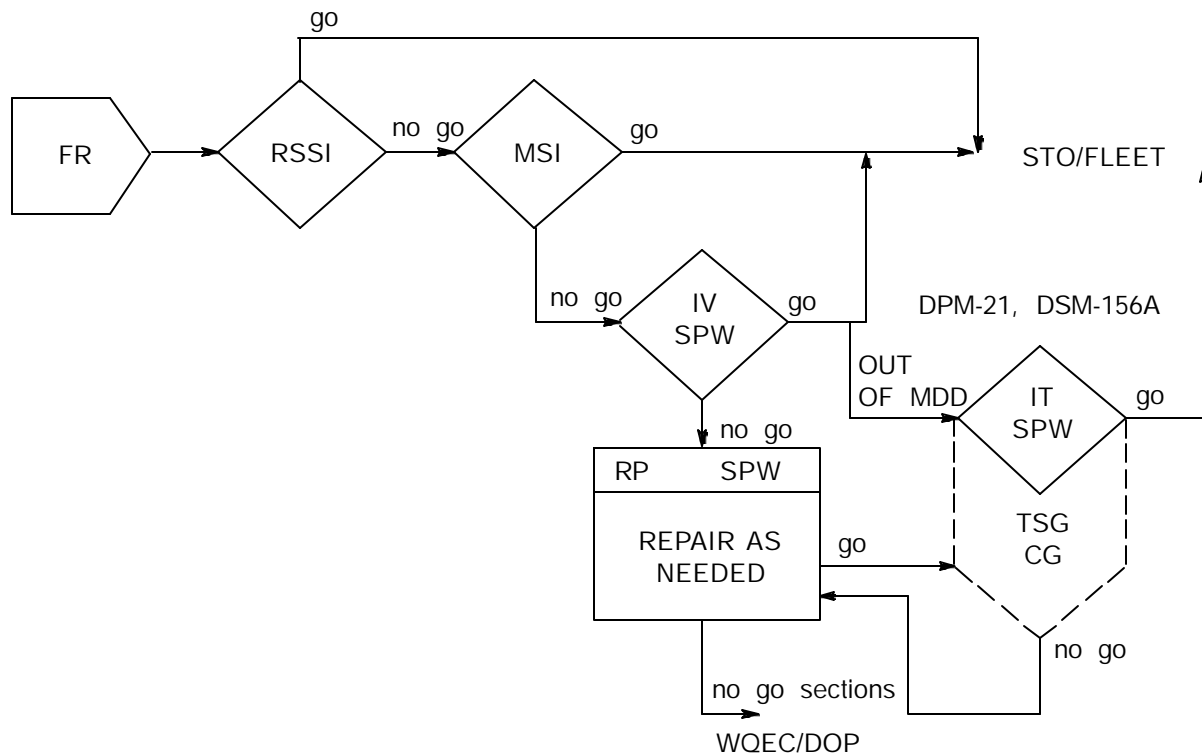 go
FR
RSSI
no go
MSI
go
STO/FLEET
no go
IV
SPW
go
DPM-21, DSM-156A
OUT
OF MDD
IT
SPW
go
no go
RP SPW
REPAIR AS
NEEDED
go
TSG
CG
no go
no go sections
WQEC/DOP